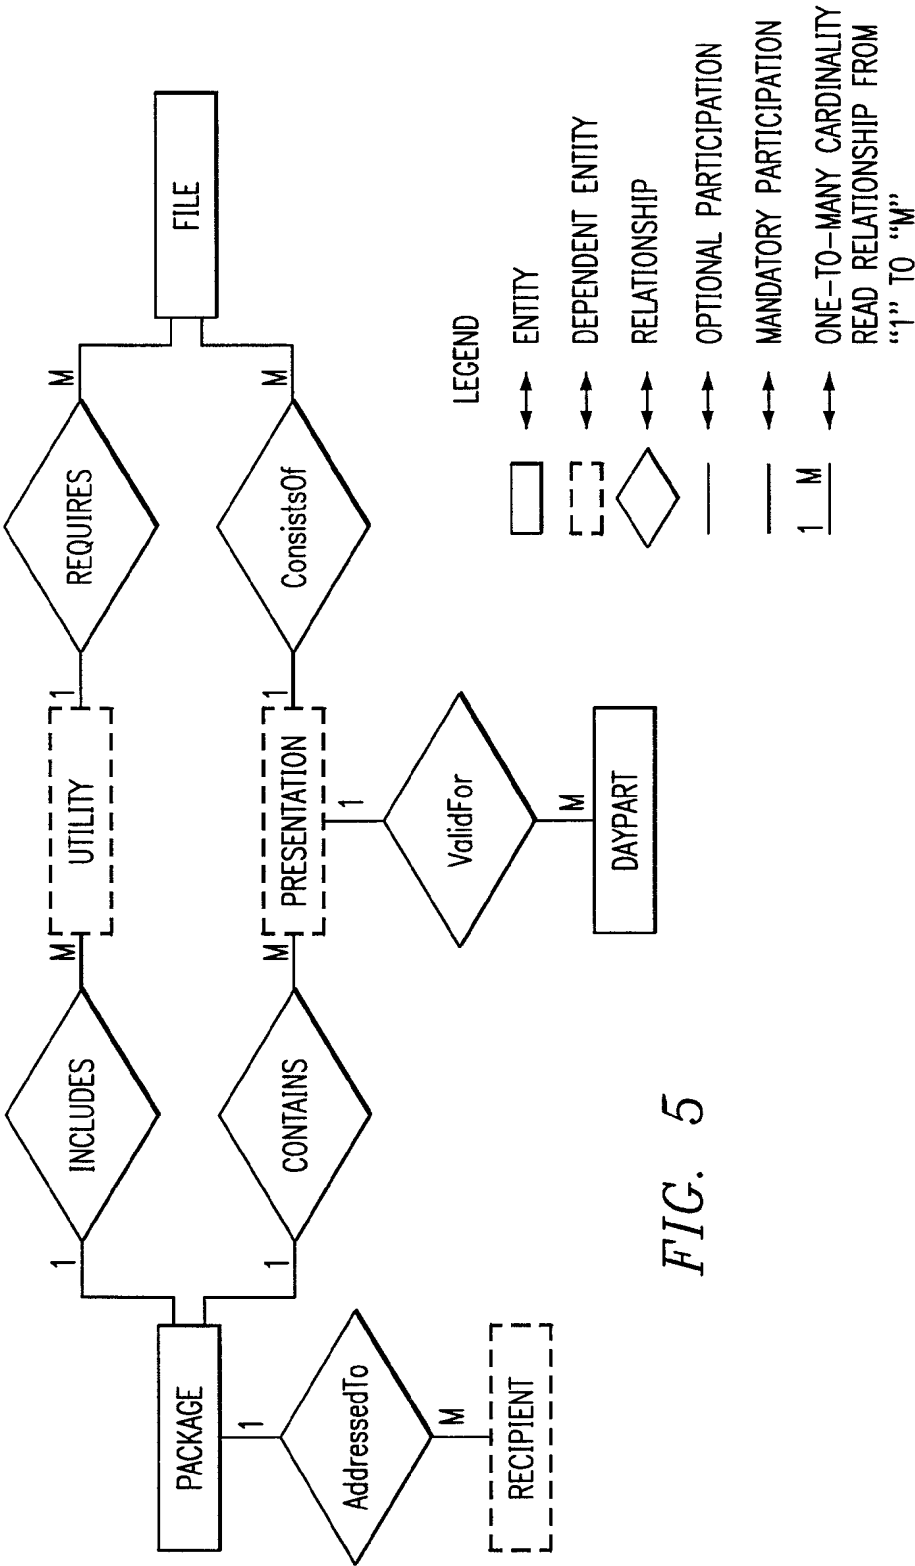 INCLUDES
UTILITY
REQUIRES
1
M
1
M
PACKAGE
FILE
1
M
1
M
CONTAINS
PRESENTATION
ConsistsOf
1
1
AddressedTo
ValidFor
M
M
RECIPIENT
DAYPART
LEGEND
ENTITY
DEPENDENT ENTITY
RELATIONSHIP
OPTIONAL PARTICIPATION
MANDATORY PARTICIPATION
1 M ONE-TO-MANY CARDINALITY
READ RELATIONSHIP FROM
“1” TO “M”
FIG. 5